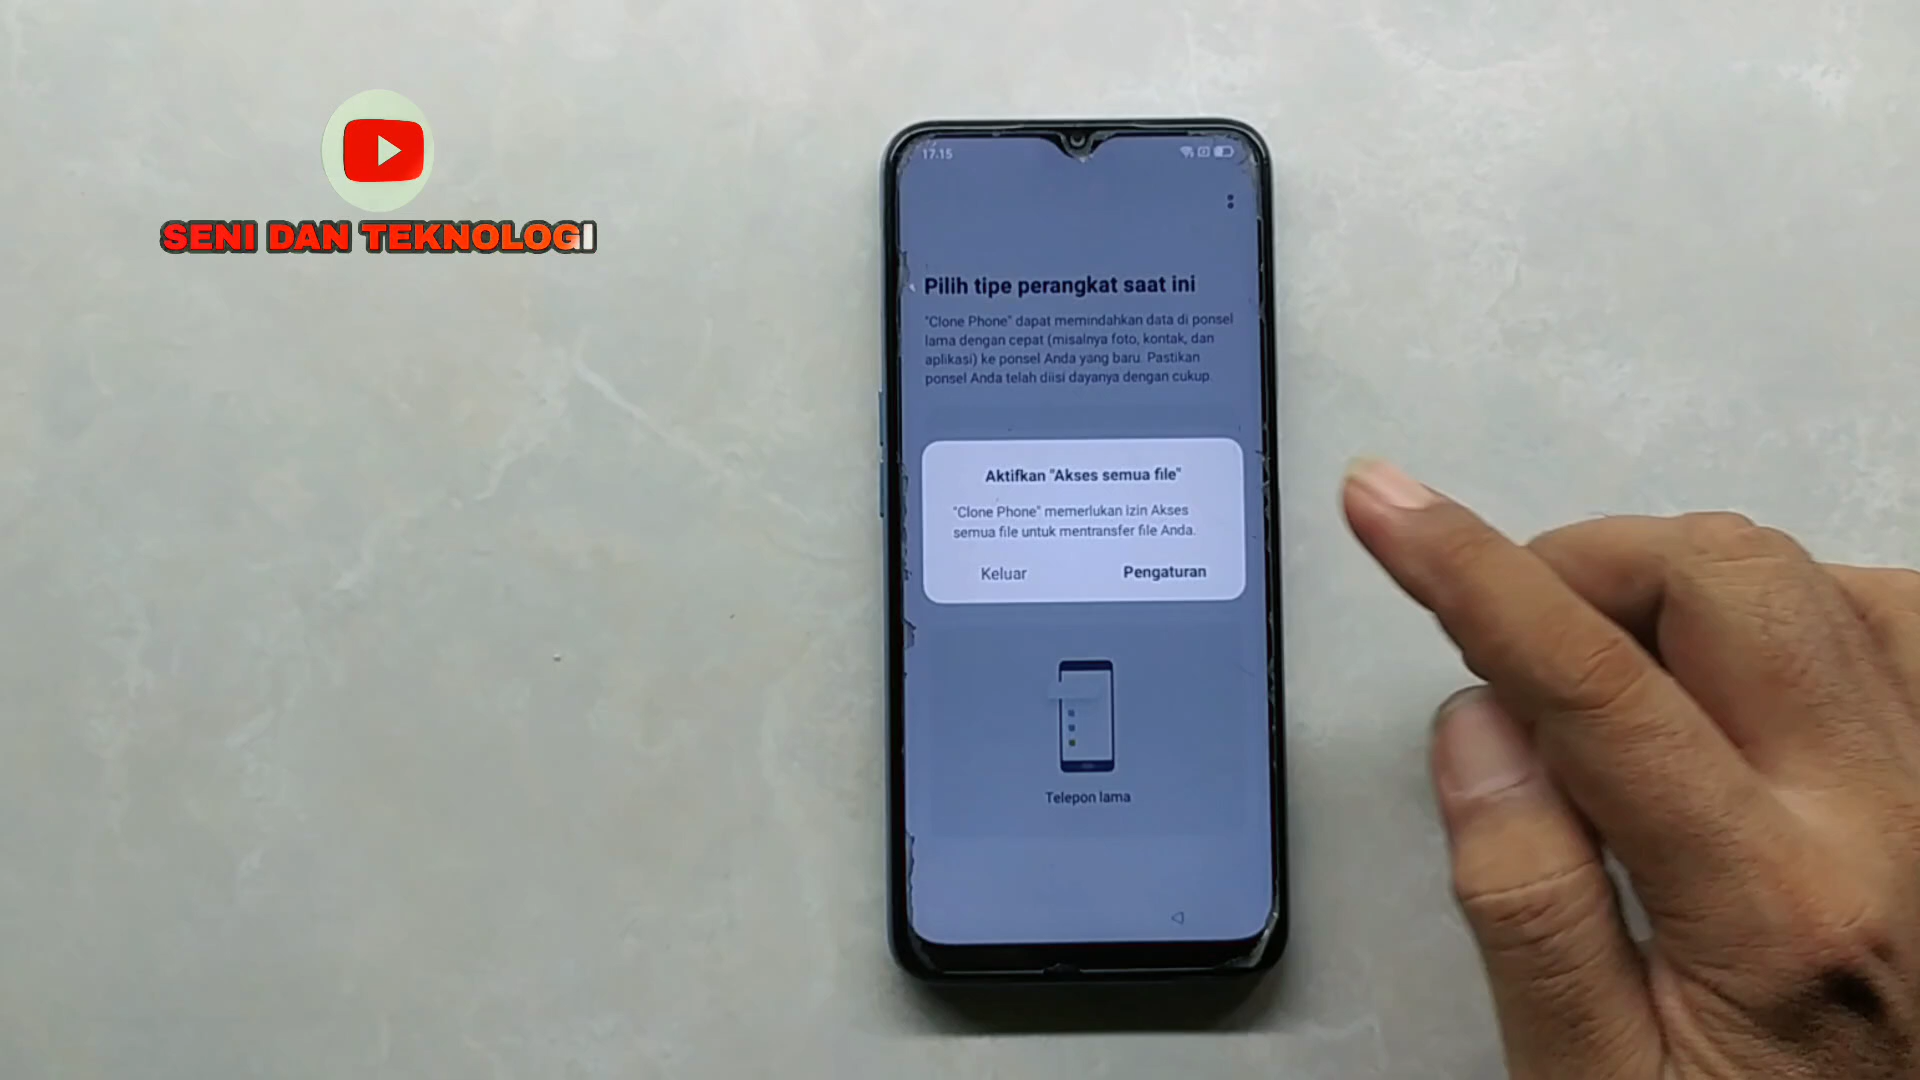 SENI DAN TEKNOLOGI
17.15
Pilih tipe perangkat saat ini
"Clone Phone" dapat memindahkan data di ponsel
lama dengan cepat (misalnya foto, kontak, dan
aplikasi) ke ponsel Anda yang baru. Pastikan
ponsel Anda telah diisi dayanya dengan cukup.
Aktifkan "Akses semua file"
"Clone Phone" memerlukan Izin Akses
semua file untuk mentransfer file Anda.
Keluar Pengaturan
Telepon lama